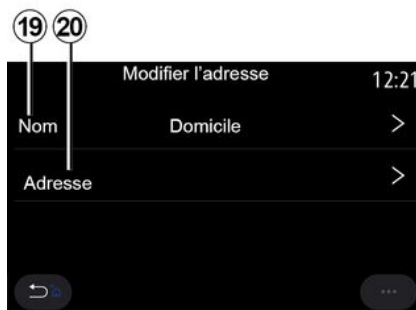 19 20
Modifier l'adresse 12:21
Nom Domicile >
Adresse >
...